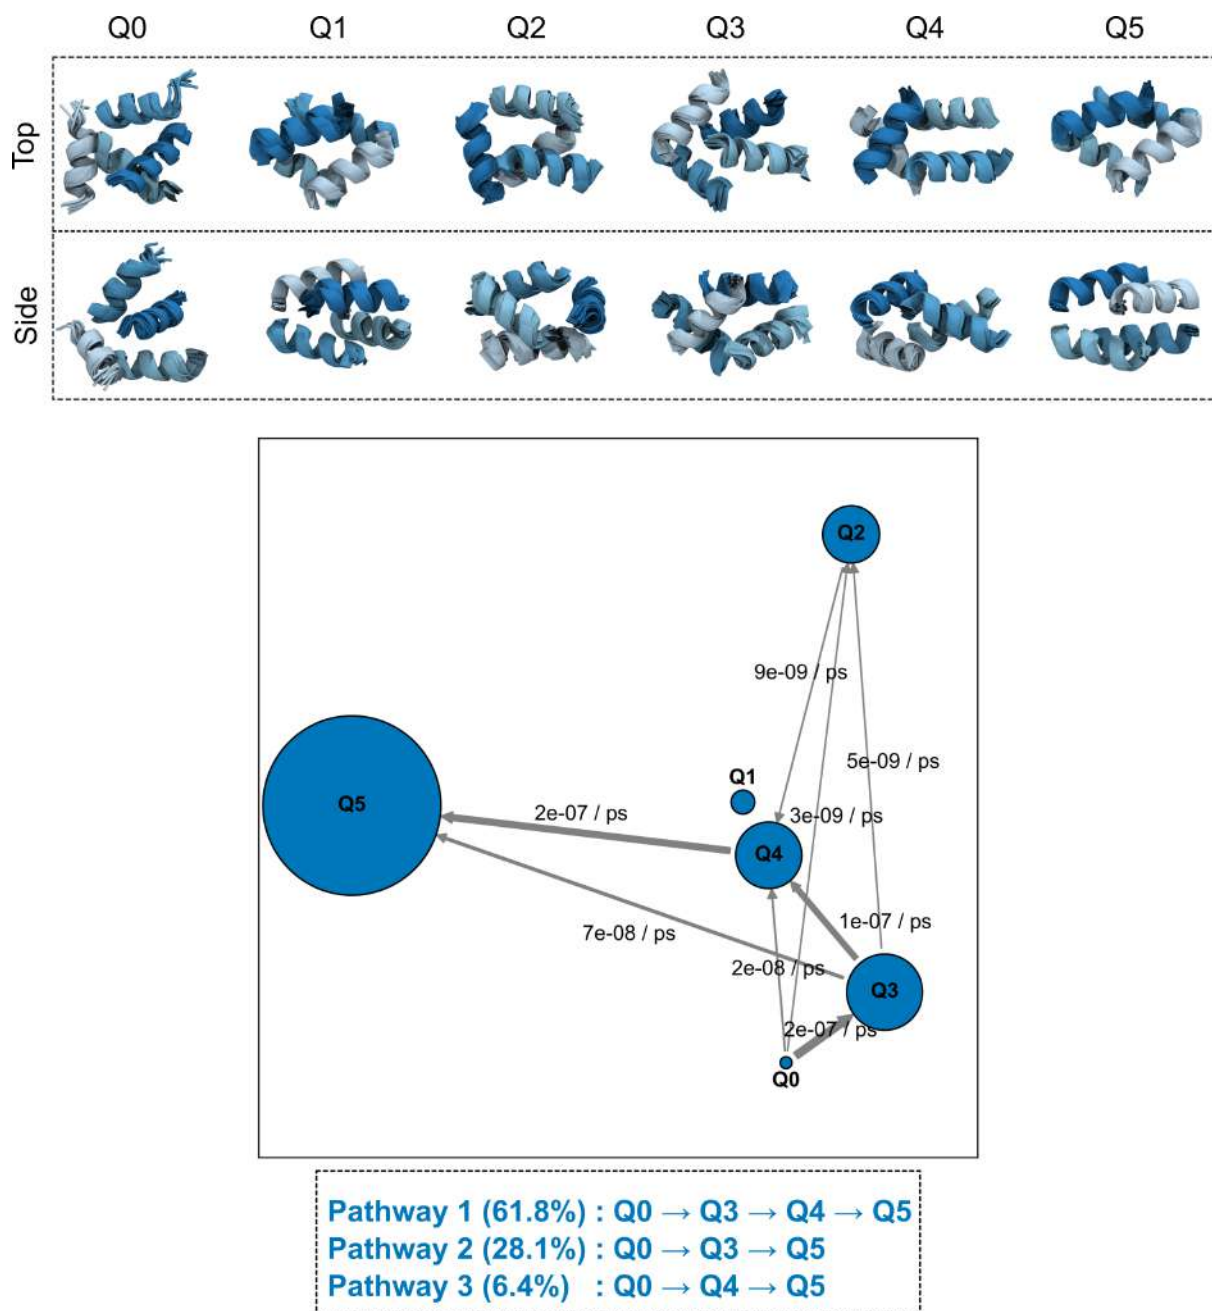 Q0 Q1 Q2 Q3 Q4 Q5
Top
Side
Q2
9e-09 / ps
5e-09 / ps
Q1
Q5
2e-07 / ps
3e-09 / ps
Q4
1e-07 / ps
7e-08 / ps
2e-08 / ps
Q3
2e-07 / ps
Q0
Pathway 1 (61.8%) : Q0 → Q3 → Q4 → Q5
Pathway 2 (28.1%) : Q0 → Q3 → Q5
Pathway 3 (6.4%) : Q0 → Q4 → Q5